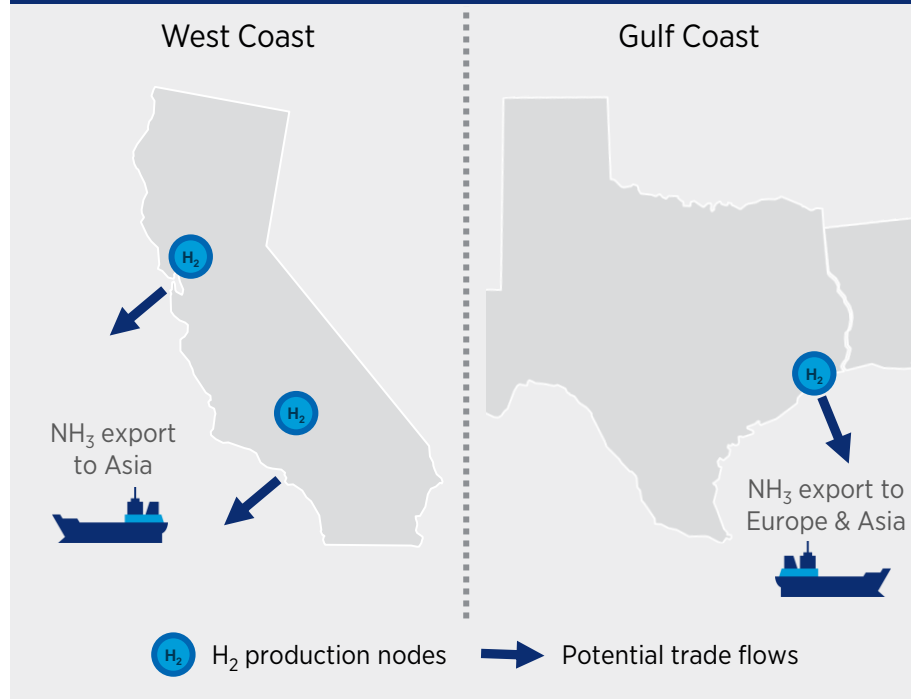 West Coast
Gulf Coast
H₂
H₂
H₂
NH₃ export
to Asia
NH₃ export to
Europe & Asia
H₂
H₂ production nodes
Potential trade flows